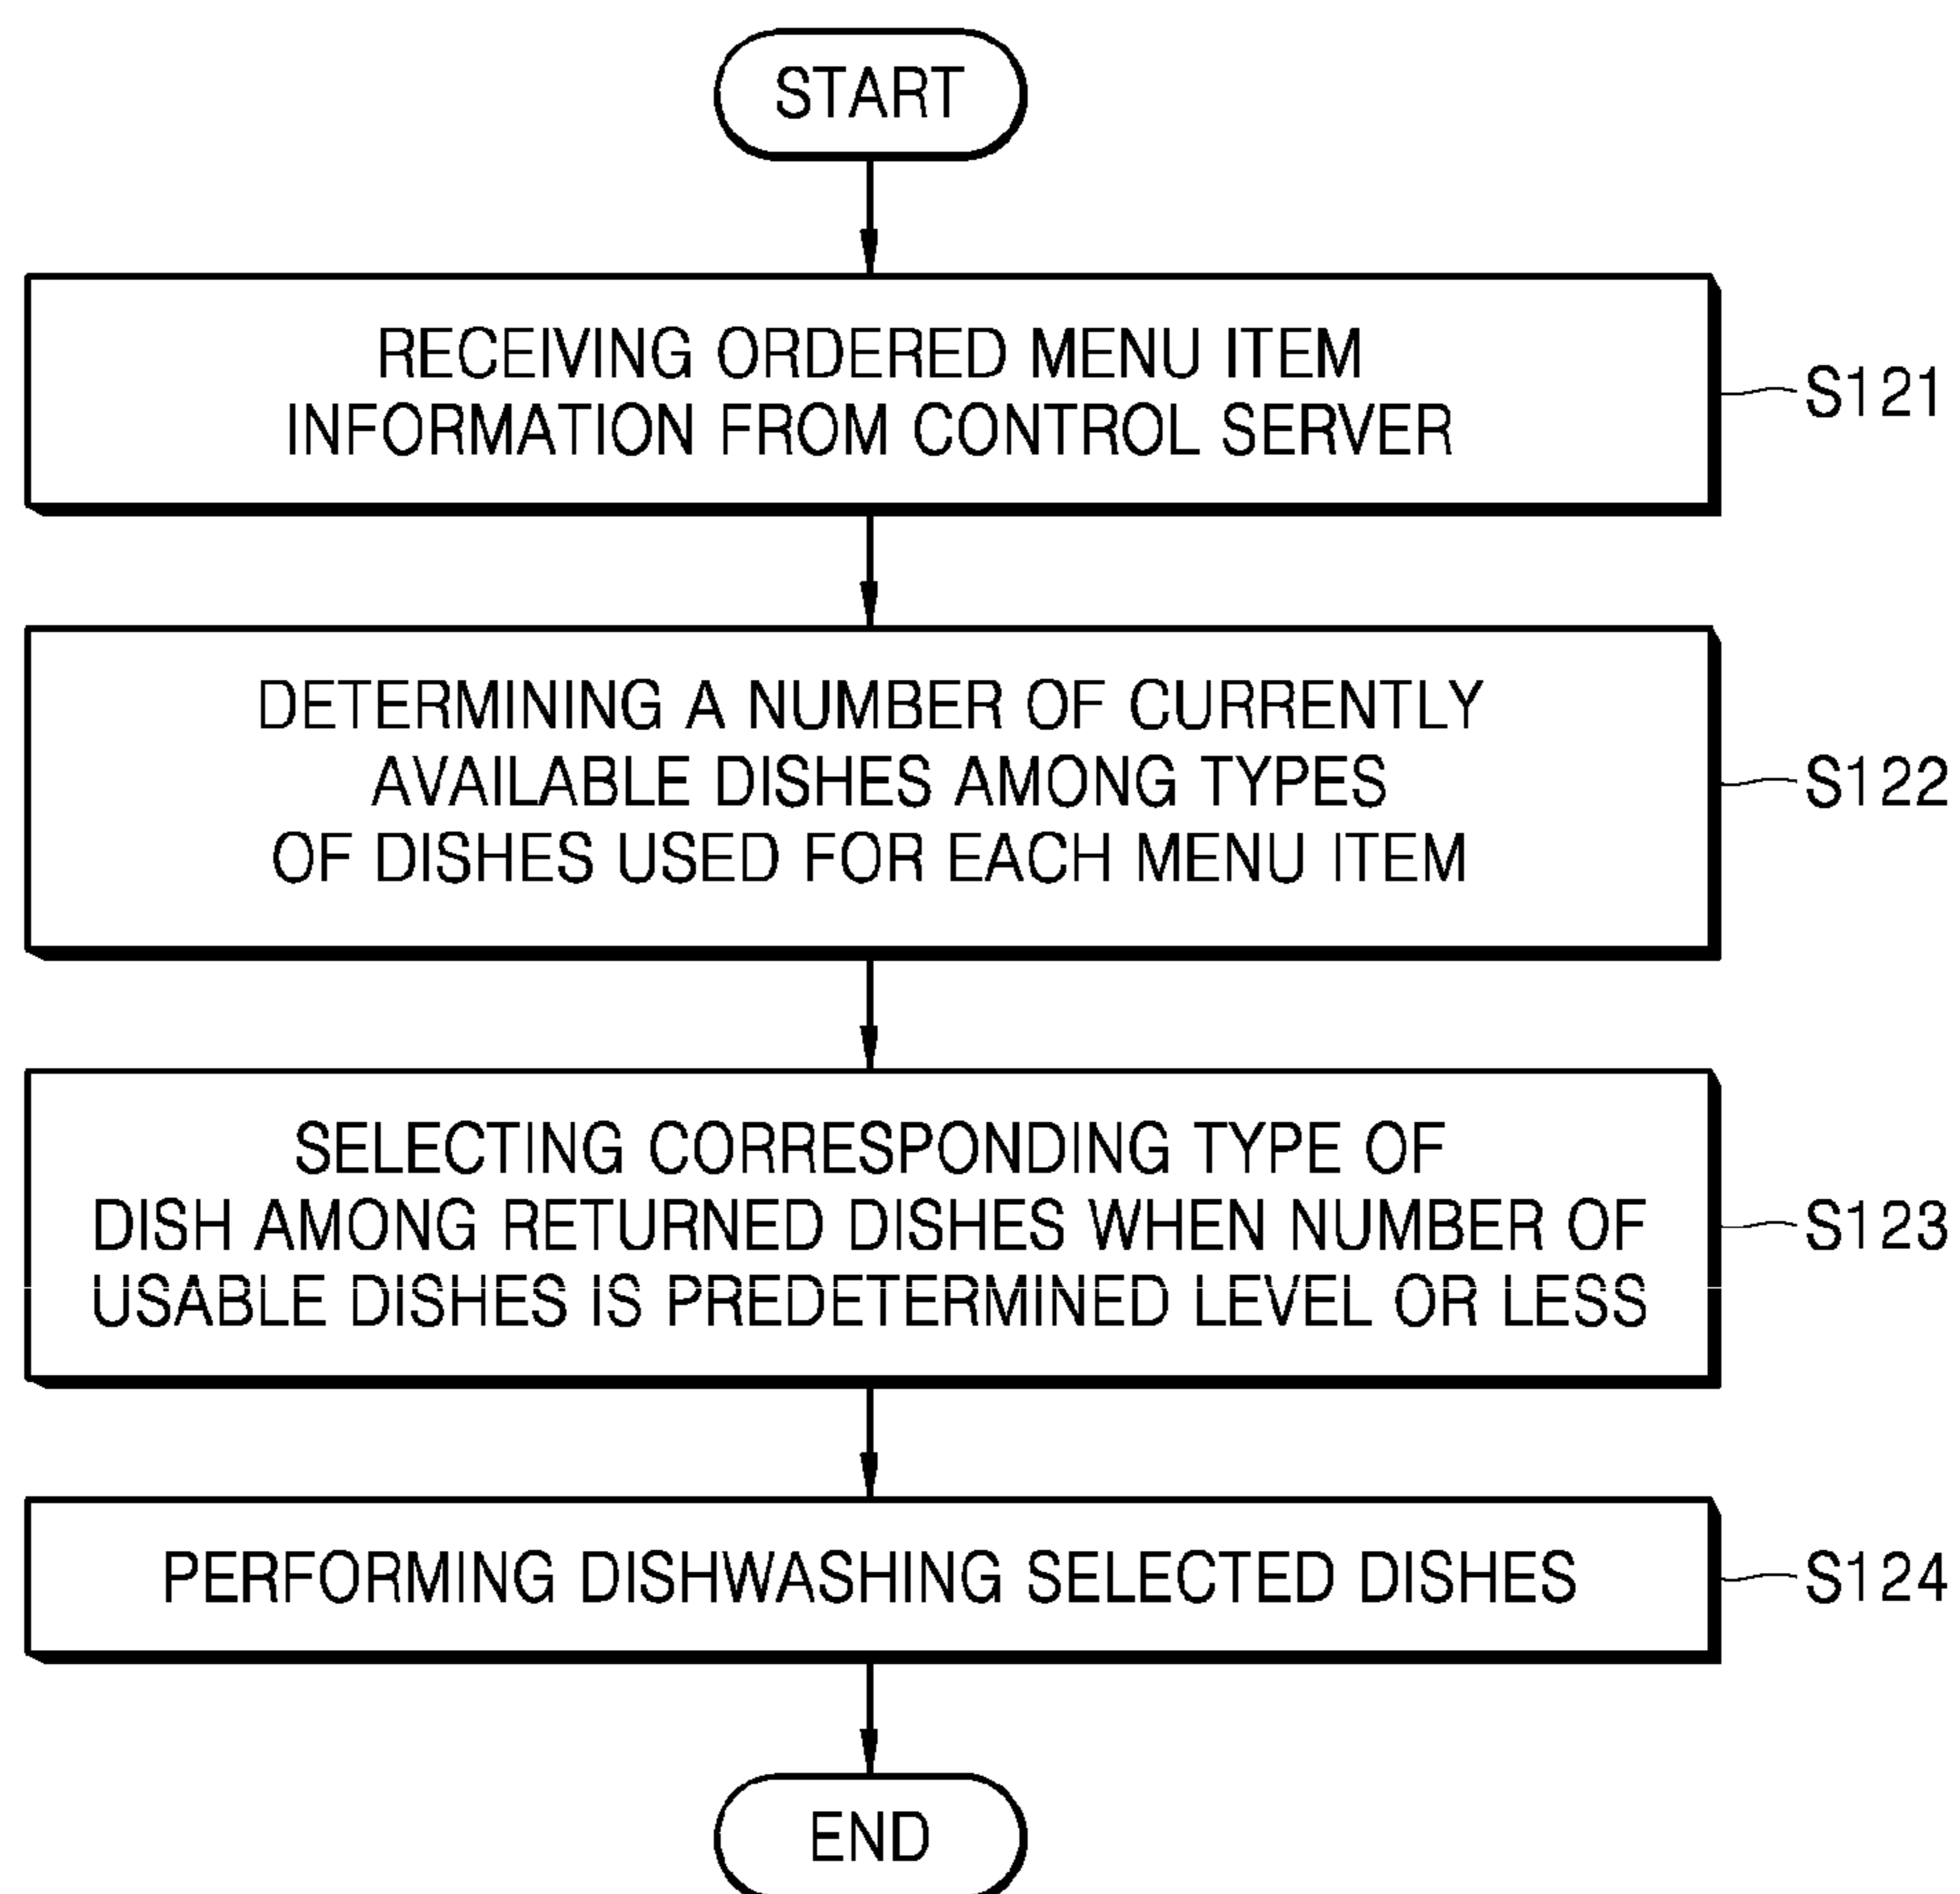 START
RECEIVING ORDERED MENU ITEM
INFORMATION FROM CONTROL SERVER
S121
DETERMINING A NUMBER OF CURRENTLY
AVAILABLE DISHES AMONG TYPES
OF DISHES USED FOR EACH MENU ITEM
S122
SELECTING CORRESPONDING TYPE OF
DISH AMONG RETURNED DISHES WHEN NUMBER OF
USABLE DISHES IS PREDETERMINED LEVEL OR LESS
S123
PERFORMING DISHWASHING SELECTED DISHES
S124
END